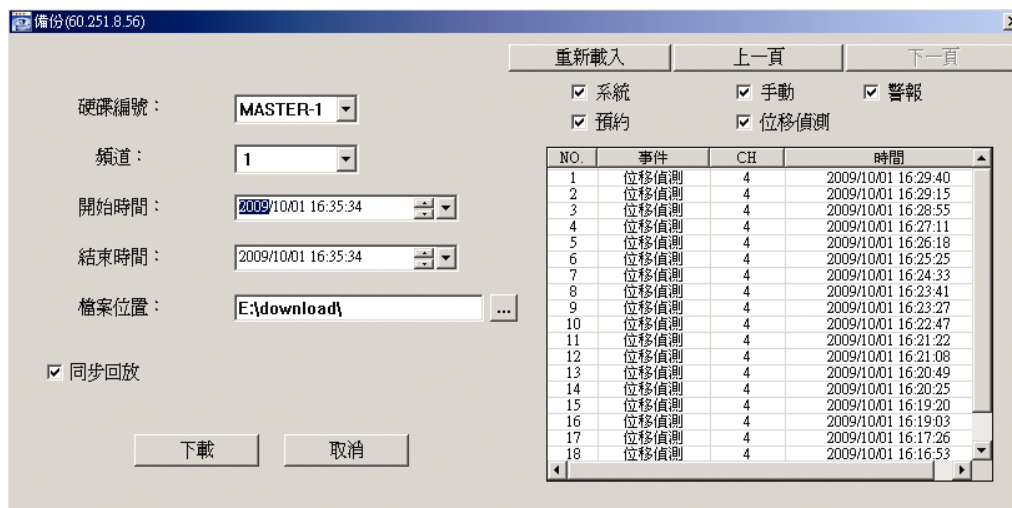 備份(60.251.8.56)
重新載入 上一頁 下一頁
系統 手動 警報
預約 位移偵測
硬碟編號： MASTER-1
頻道： 1
開始時間： 2009/10/01 16:35:34
結束時間： 2009/10/01 16:35:34
檔案位置： E:\download\ ...
同步回放
下載 取消
NO. 事件 CH 時間
1 位移偵測 4 2009/10/01 16:29:40
2 位移偵測 4 2009/10/01 16:29:15
3 位移偵測 4 2009/10/01 16:28:55
4 位移偵測 4 2009/10/01 16:27:11
5 位移偵測 4 2009/10/01 16:26:18
6 位移偵測 4 2009/10/01 16:25:25
7 位移偵測 4 2009/10/01 16:24:33
8 位移偵測 4 2009/10/01 16:23:41
9 位移偵測 4 2009/10/01 16:23:27
10 位移偵測 4 2009/10/01 16:22:47
11 位移偵測 4 2009/10/01 16:21:22
12 位移偵測 4 2009/10/01 16:21:08
13 位移偵測 4 2009/10/01 16:20:49
14 位移偵測 4 2009/10/01 16:20:25
15 位移偵測 4 2009/10/01 16:19:20
16 位移偵測 4 2009/10/01 16:19:03
17 位移偵測 4 2009/10/01 16:17:26
18 位移偵測 4 2009/10/01 16:16:53